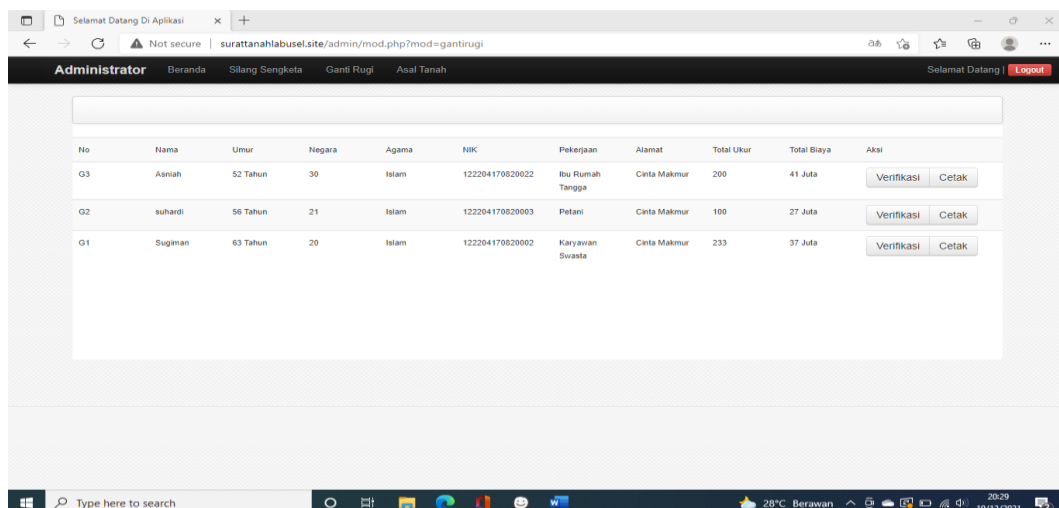 Selamat Datang Di Aplikasi
Not secure | surattanahlabusel.site/admin/mod.php?mod=gantirugi
Administrator Beranda Silang Sengketa Ganti Rugi Asal Tanah Selamat Datang | Logout
No Nama Umur Negara Agama NIK Pekerjaan Alamat Total Ukur Total Biaya Aksi
G3 Asniah 52 Tahun 30 Islam 122204170820022 Ibu Rumah Cinta Makmur 200 41 Juta Verifikasi Cetak
Tangga
G2 suhardi 56 Tahun 21 Islam 122204170820003 Petani Cinta Makmur 100 27 Juta Verifikasi Cetak
G1 Sugiman 63 Tahun 20 Islam 122204170820002 Karyawan Cinta Makmur 233 37 Juta Verifikasi Cetak
Swasta
Type here to search 28°C Berawan 20:29